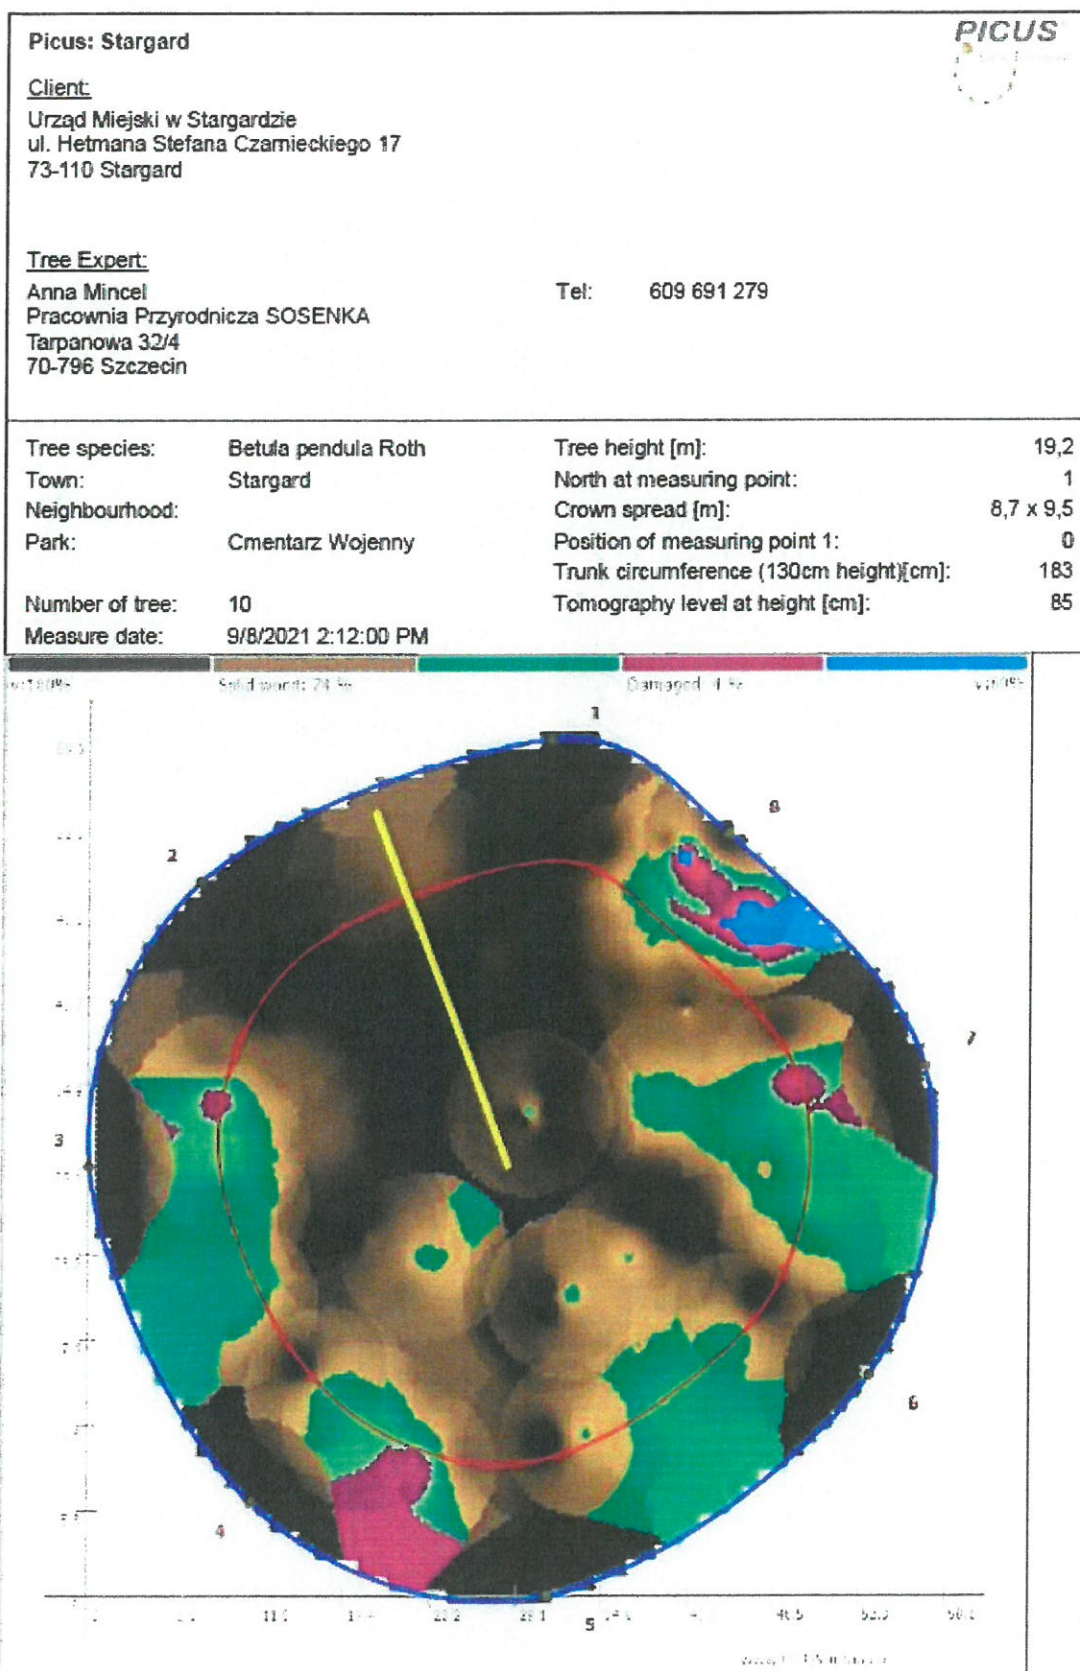 Picus: Stargard
PICUS
Client:
Urząd Miejski w Stargardzie
ul. Hetmana Stefana Czarnieckiego 17
73-110 Stargard
Tree Expert:
Anna Mincel
Tel: 609 691 279
Pracownia Przyrodnicza SOSENKA
Tarpanowa 32/4
70-796 Szczecin
Tree species: Betula pendula Roth
Tree height [m]: 19,2
Town: Stargard
North at measuring point: 1
Neighbourhood:
Crown spread [m]: 8,7 x 9,5
Park: Cmentarz Wojenny
Position of measuring point 1: 0
Trunk circumference (130cm height)[cm]: 183
Number of tree: 10
Tomography level at height [cm]: 85
Measure date: 9/8/2021 2:12:00 PM
Solid wood: 74 %
Damaged: 4 %
1
8
2
7
3
6
4
5